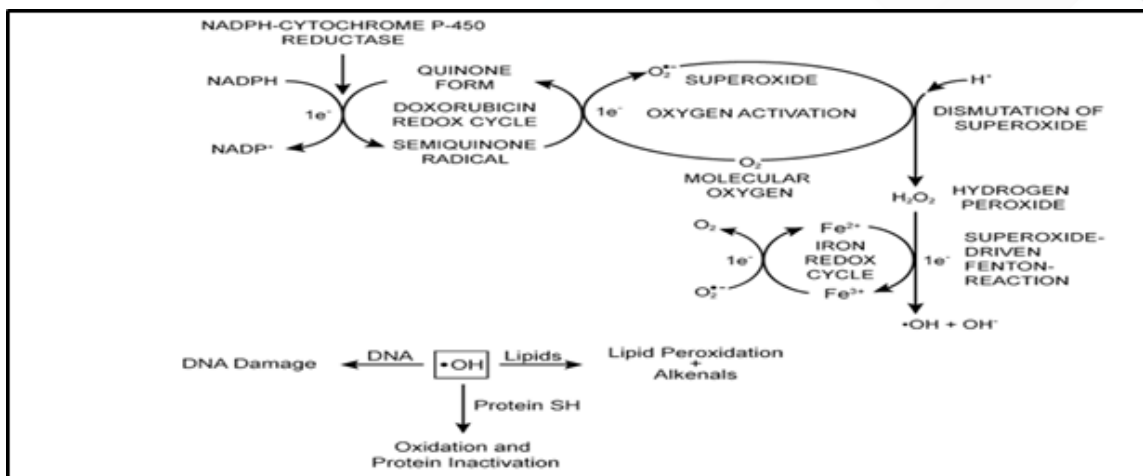 NADPH-CYTOCHROME P-450
REDUCTASE
NADPH
QUINONE
FORM
1e⁻
DOXORUBICIN
REDOX CYCLE
NADP⁺
SEMIQUINONE
RADICAL
1e⁻
O₂•⁻
SUPEROXIDE
OXYGEN ACTIVATION
O₂
MOLECULAR
OXYGEN
H⁺
DISMUTATION OF
SUPEROXIDE
H₂O₂
HYDROGEN
PEROXIDE
O₂
Fe²⁺
1e⁻
IRON
REDOX
CYCLE
1e⁻
SUPEROXIDE-
DRIVEN
FENTON-
REACTION
O₂•⁻
Fe³⁺
•OH + OH⁻
DNA Damage
DNA
•OH
Lipids
Lipid Peroxidation
+
Alkenals
Protein SH
Oxidation and
Protein Inactivation